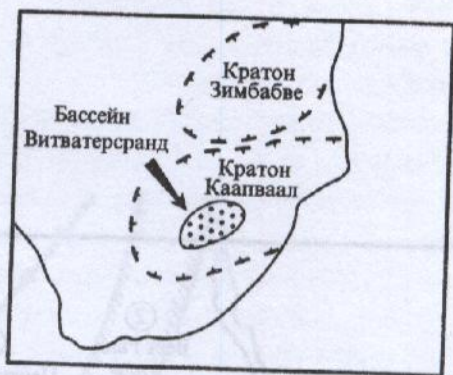 Кратон
Зимбабве
Бассейн
Витватерсранд
Кратон
Каапваал